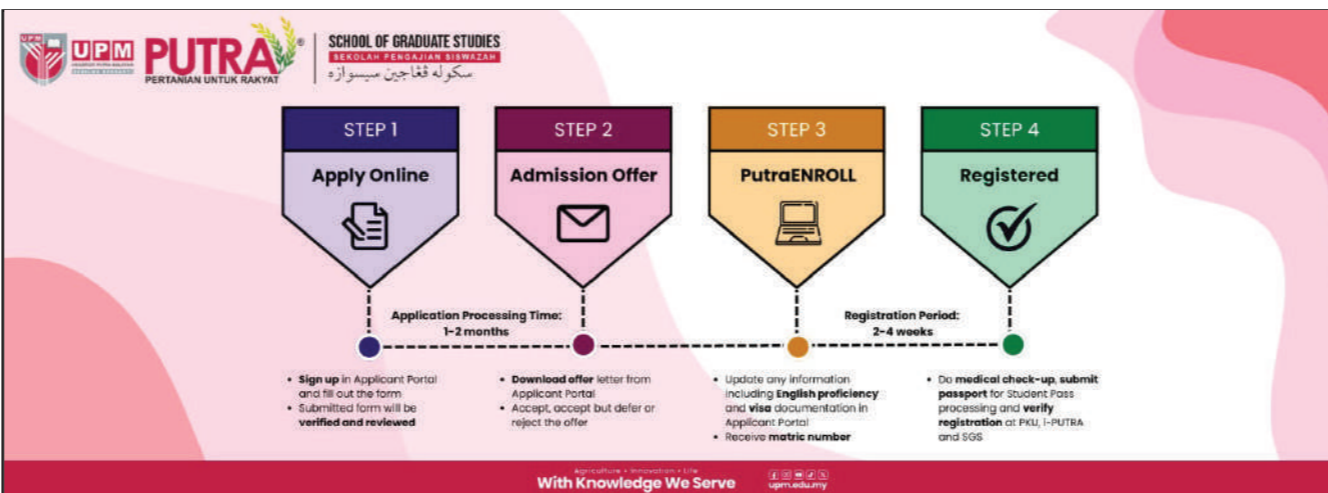 UPM
UPM
UNIVERSITI PUTRA MALAYSIA
BERILMU BERBAKTI
PUTRA®
PERTANIAN UNTUK RAKYAT
SCHOOL OF GRADUATE STUDIES
SEKOLAH PENGAJIAN SISWAZAH
سکوله ڤڠاجين سيسوازه
STEP 1
Apply Online
STEP 2
Admission Offer
STEP 3
PutraENROLL
STEP 4
Registered
Application Processing Time:
1-2 months
Registration Period:
2-4 weeks
• Sign up in Applicant Portal
and fill out the form
• Submitted form will be
verified and reviewed
• Download offer letter from
Applicant Portal
• Accept, accept but defer or
reject the offer
• Update any information
including English proficiency
and visa documentation in
Applicant Portal
• Receive matric number
• Do medical check-up, submit
passport for Student Pass
processing and verify
registration at PKU, i-PUTRA
and SGS
Agriculture • Innovation • Life
With Knowledge We Serve
upm.edu.my